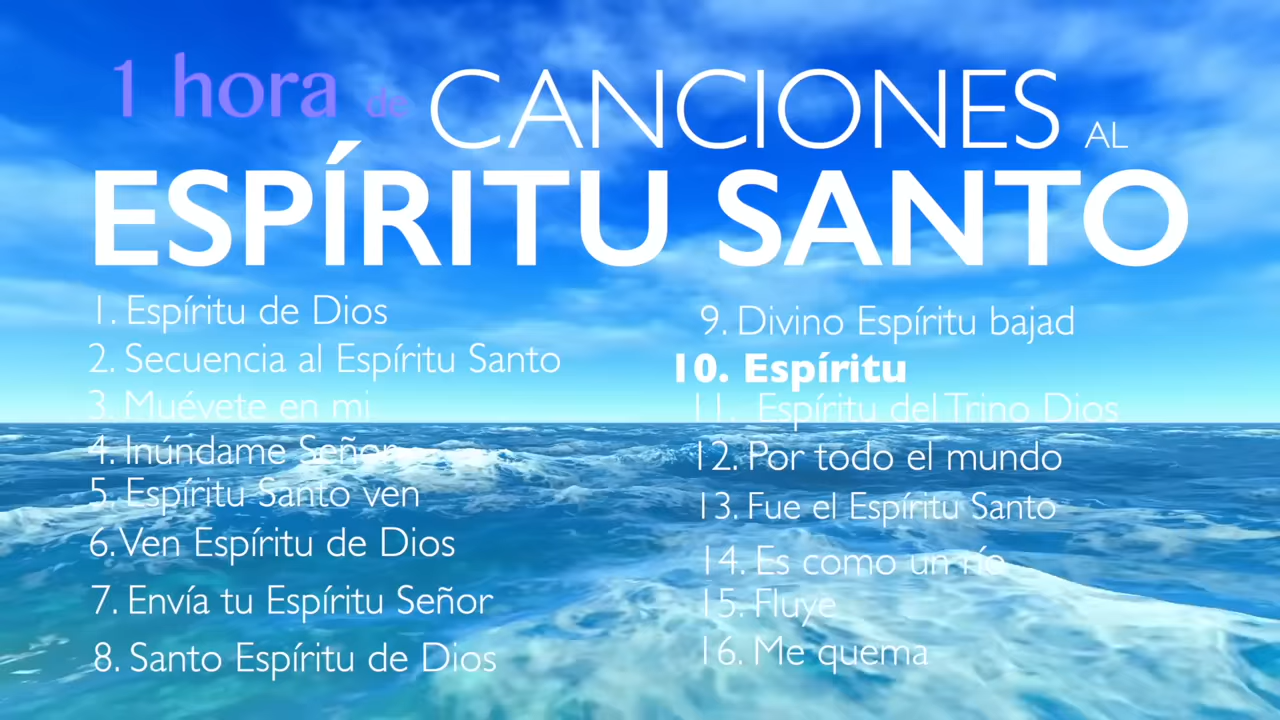 1 hora de CANCIONES AL
ESPÍRITU SANTO
1. Espíritu de Dios
2. Secuencia al Espíritu Santo
3. Muévete en mi
4. Inúndame Señor
5. Espíritu Santo ven
6. Ven Espíritu de Dios
7. Envía tu Espíritu Señor
8. Santo Espíritu de Dios
9. Divino Espíritu bajad
10. Espíritu
11. Espíritu del Trino Dios
12. Por todo el mundo
13. Fue el Espíritu Santo
14. Es como un río
15. Fluye
16. Me quema